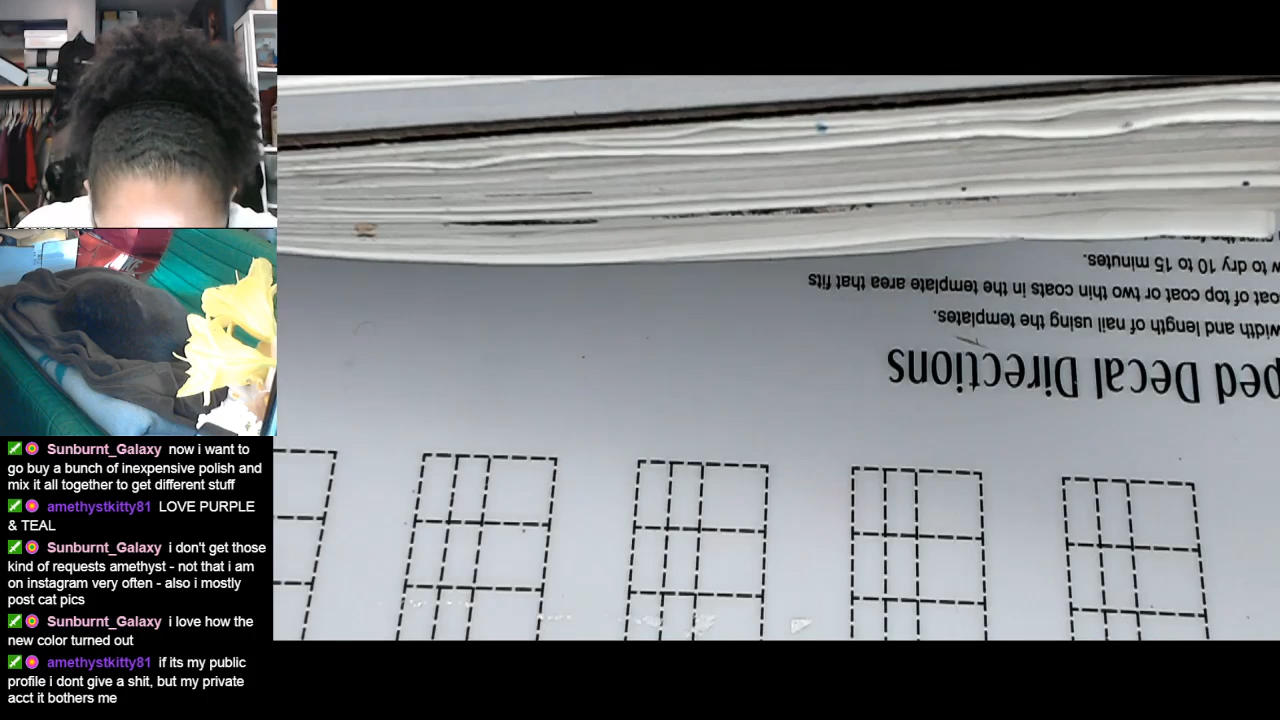 Sunburnt_Galaxy now i want to
go buy a bunch of inexpensive polish and
mix it all together to get different stuff
amethystkitty81 LOVE PURPLE
& TEAL
Sunburnt_Galaxy i don't get those
kind of requests amethyst - not that i am
on instagram very often - also i mostly
post cat pics
Sunburnt_Galaxy i love how the
new color turned out
amethystkitty81 if its my public
profile i dont give a shit, but my private
acct it bothers me
ped Decal Directions
width and length of nail using the templates.
oat of top coat or two thin coats in the template area that fits
w to dry 10 to 15 minutes.